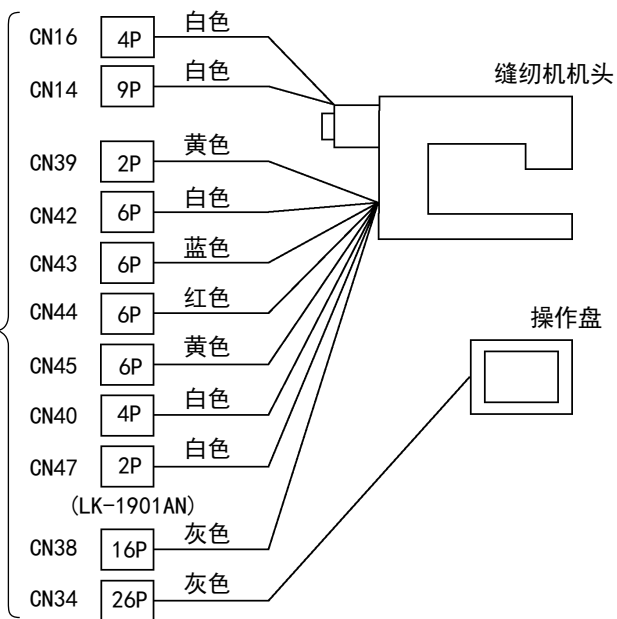 CN16 4P 白色
CN14 9P 白色
缝纫机机头
CN39 2P 黄色
CN42 6P 白色
CN43 6P 蓝色
CN44 6P 红色
操作盘
CN45 6P 黄色
CN40 4P 白色
CN47 2P 白色
(LK-1901AN)
CN38 16P 灰色
CN34 26P 灰色